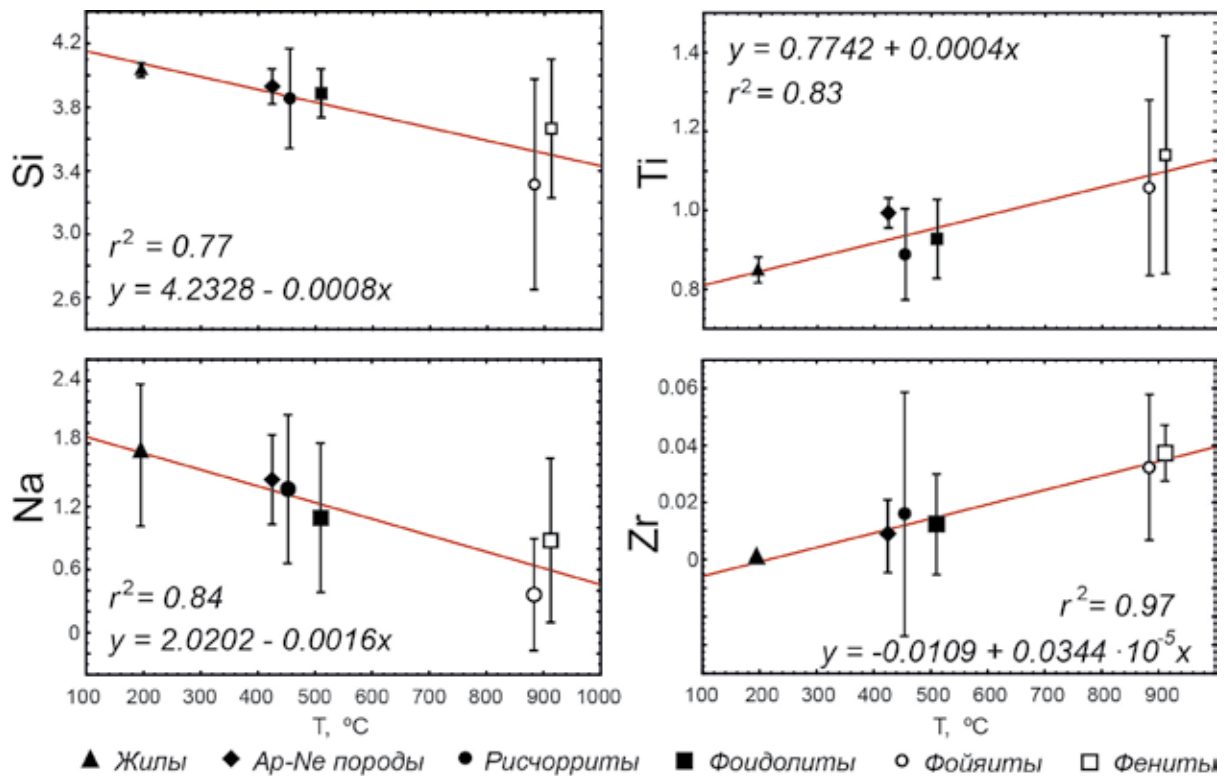 Si
4.2
3.8
3.4
3.0
2.6
r² = 0.77
y = 4.2328 - 0.0008x
Ti
1.4
1.2
1.0
0.8
y = 0.7742 + 0.0004x
r² = 0.83
Na
2.4
1.8
1.2
0.6
0
r² = 0.84
y = 2.0202 - 0.0016x
100 200 300 400 500 600 700 800 900 1000
T, ºC
Zr
0.06
0.02
0
r² = 0.97
y = -0.0109 + 0.0344 ·10⁻⁵x
100 200 300 400 500 600 700 800 900
T, ºC
Жилы Ap-Ne породы Рисчорриты Фоидолиты Фойяиты Фениты